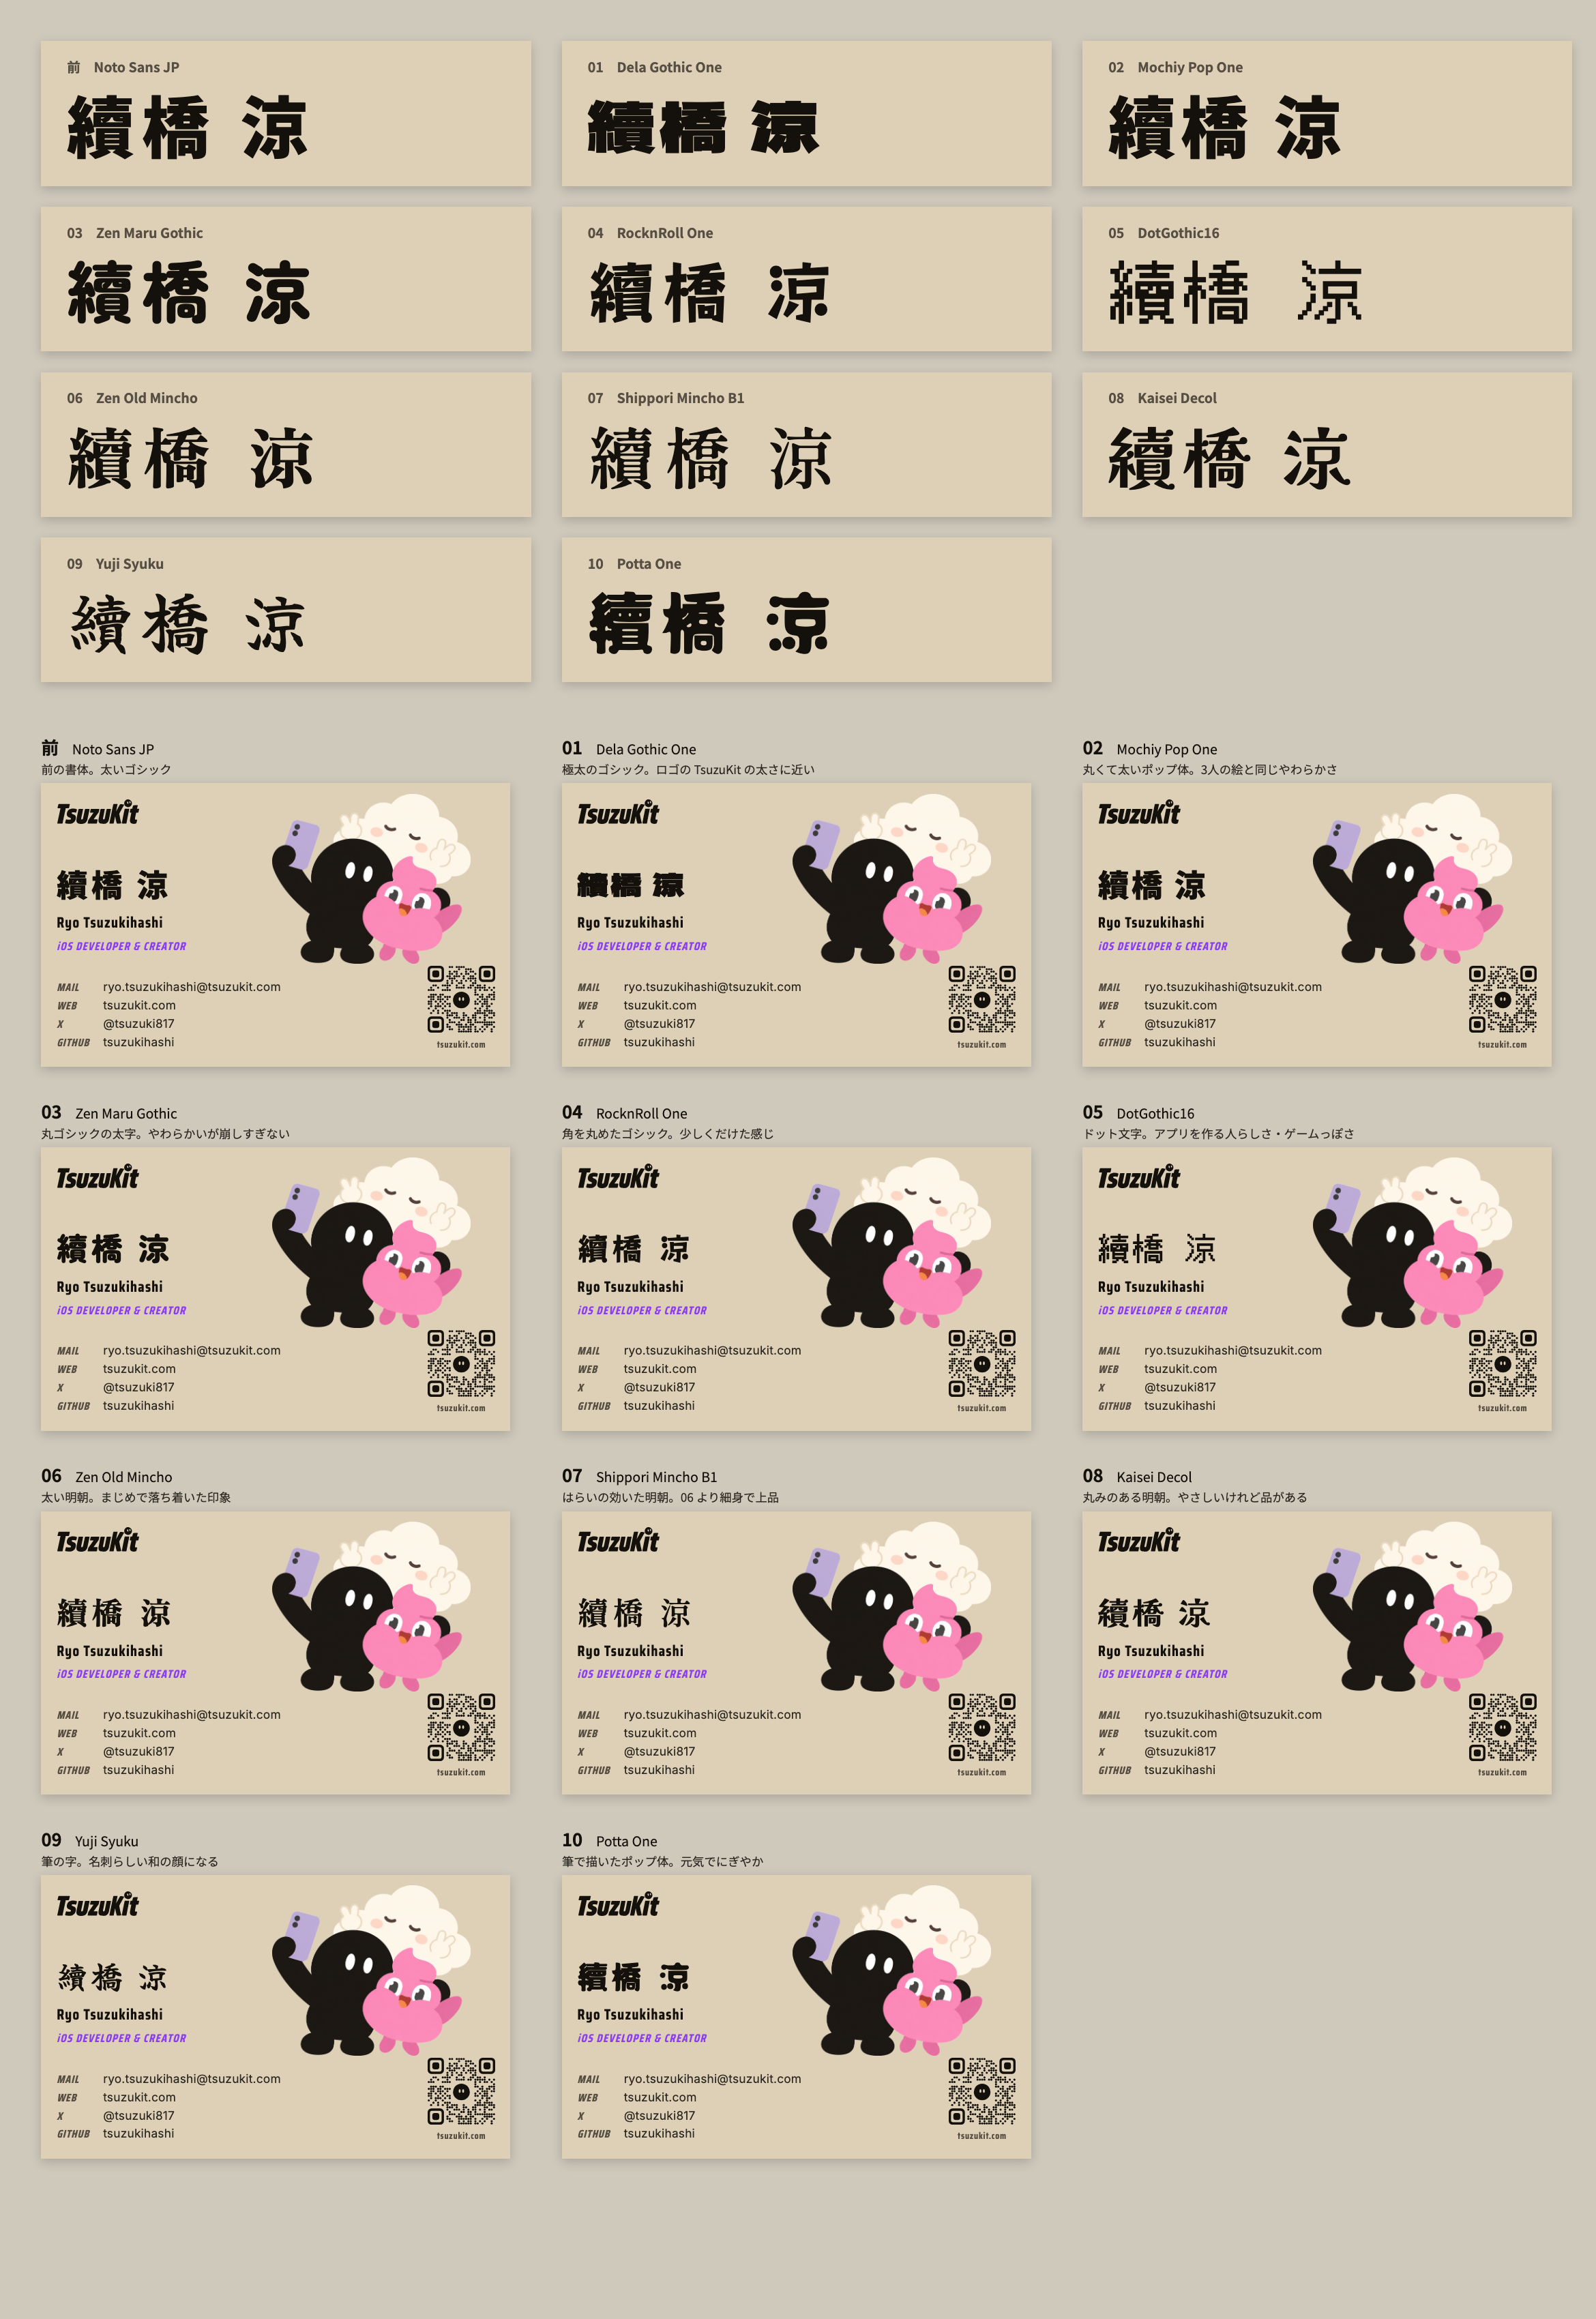 前 Noto Sans JP
續橋 涼
01 Dela Gothic One
續橋 涼
02 Mochiy Pop One
續橋 涼
03 Zen Maru Gothic
續橋 涼
04 RocknRoll One
續橋 涼
05 DotGothic16
續橋 涼
06 Zen Old Mincho
續橋 涼
07 Shippori Mincho B1
續橋 涼
08 Kaisei Decol
續橋 涼
09 Yuji Syuku
續橋 涼
10 Potta One
續橋 涼
前 Noto Sans JP
前の書体。太いゴシック
TsuzuKit
續橋 涼
Ryo Tsuzukihashi
iOS DEVELOPER & CREATOR
MAIL ryo.tsuzukihashi@tsuzukit.com
WEB tsuzukit.com
X @tsuzuki817
GITHUB tsuzukihashi
tsuzukit.com
01 Dela Gothic One
極太のゴシック。ロゴの TsuzuKit の太さに近い
TsuzuKit
續橋 涼
Ryo Tsuzukihashi
iOS DEVELOPER & CREATOR
MAIL ryo.tsuzukihashi@tsuzukit.com
WEB tsuzukit.com
X @tsuzuki817
GITHUB tsuzukihashi
tsuzukit.com
02 Mochiy Pop One
丸くて太いポップ体。3人の絵と同じやわらかさ
TsuzuKit
續橋 涼
Ryo Tsuzukihashi
iOS DEVELOPER & CREATOR
MAIL ryo.tsuzukihashi@tsuzukit.com
WEB tsuzukit.com
X @tsuzuki817
GITHUB tsuzukihashi
tsuzukit.com
03 Zen Maru Gothic
丸ゴシックの太字。やわらかいが崩しすぎない
TsuzuKit
續橋 涼
Ryo Tsuzukihashi
iOS DEVELOPER & CREATOR
MAIL ryo.tsuzukihashi@tsuzukit.com
WEB tsuzukit.com
X @tsuzuki817
GITHUB tsuzukihashi
tsuzukit.com
04 RocknRoll One
角を丸めたゴシック。少しくだけた感じ
TsuzuKit
續橋 涼
Ryo Tsuzukihashi
iOS DEVELOPER & CREATOR
MAIL ryo.tsuzukihashi@tsuzukit.com
WEB tsuzukit.com
X @tsuzuki817
GITHUB tsuzukihashi
tsuzukit.com
05 DotGothic16
ドット文字。アプリを作る人らしさ・ゲームっぽさ
TsuzuKit
續橋 涼
Ryo Tsuzukihashi
iOS DEVELOPER & CREATOR
MAIL ryo.tsuzukihashi@tsuzukit.com
WEB tsuzukit.com
X @tsuzuki817
GITHUB tsuzukihashi
tsuzukit.com
06 Zen Old Mincho
太い明朝。まじめで落ち着いた印象
TsuzuKit
續橋 涼
Ryo Tsuzukihashi
iOS DEVELOPER & CREATOR
MAIL ryo.tsuzukihashi@tsuzukit.com
WEB tsuzukit.com
X @tsuzuki817
GITHUB tsuzukihashi
tsuzukit.com
07 Shippori Mincho B1
はらいの効いた明朝。06 より細身で上品
TsuzuKit
續橋 涼
Ryo Tsuzukihashi
iOS DEVELOPER & CREATOR
MAIL ryo.tsuzukihashi@tsuzukit.com
WEB tsuzukit.com
X @tsuzuki817
GITHUB tsuzukihashi
tsuzukit.com
08 Kaisei Decol
丸みのある明朝。やさしいけれど品がある
TsuzuKit
續橋 涼
Ryo Tsuzukihashi
iOS DEVELOPER & CREATOR
MAIL ryo.tsuzukihashi@tsuzukit.com
WEB tsuzukit.com
X @tsuzuki817
GITHUB tsuzukihashi
tsuzukit.com
09 Yuji Syuku
筆の字。名刺らしい和の顔になる
TsuzuKit
續橋 涼
Ryo Tsuzukihashi
iOS DEVELOPER & CREATOR
MAIL ryo.tsuzukihashi@tsuzukit.com
WEB tsuzukit.com
X @tsuzuki817
GITHUB tsuzukihashi
tsuzukit.com
10 Potta One
筆で描いたポップ体。元気でにぎやか
TsuzuKit
續橋 涼
Ryo Tsuzukihashi
iOS DEVELOPER & CREATOR
MAIL ryo.tsuzukihashi@tsuzukit.com
WEB tsuzukit.com
X @tsuzuki817
GITHUB tsuzukihashi
tsuzukit.com